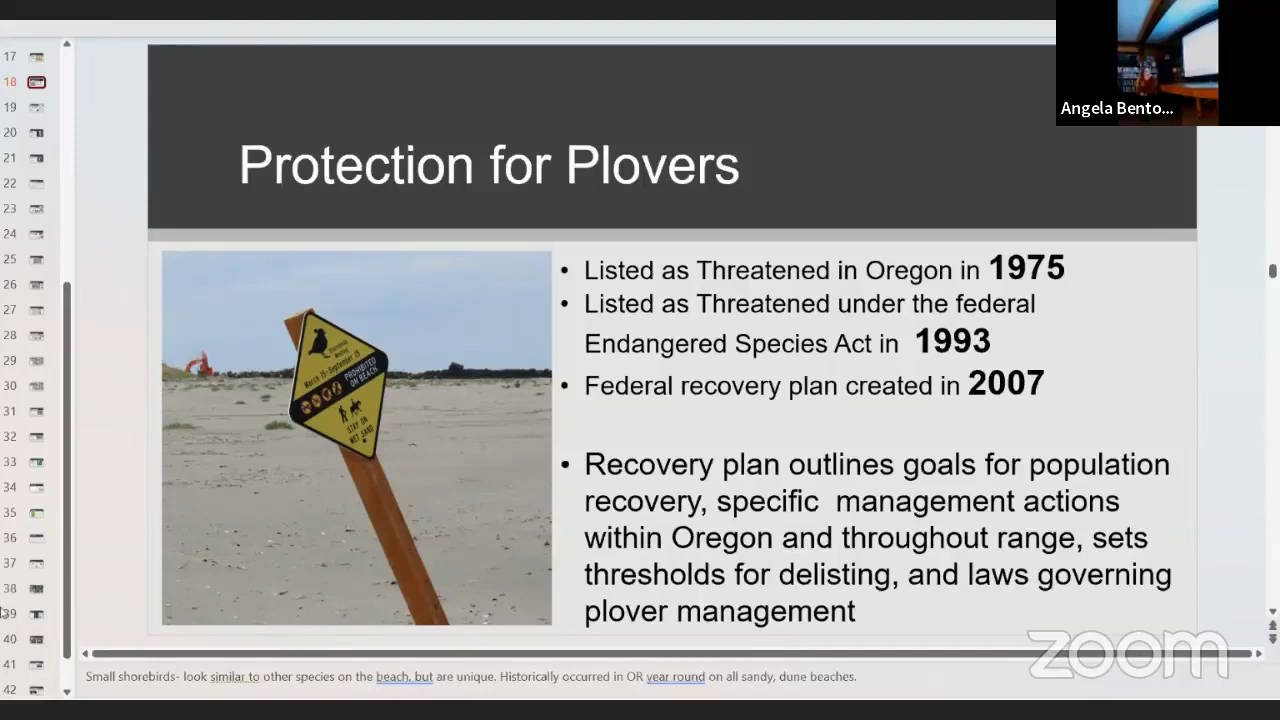 Angela Bento...
17
18
19
20
21
22
23
24
25
26
27
28
29
30
31
32
33
34
35
36
37
38
39
40
41
42
Protection for Plovers
March 15-September 15
PROHIBITED
ON BEACH
STAY ON
WET SAND
• Listed as Threatened in Oregon in 1975
• Listed as Threatened under the federal
Endangered Species Act in 1993
• Federal recovery plan created in 2007
• Recovery plan outlines goals for population
recovery, specific management actions
within Oregon and throughout range, sets
thresholds for delisting, and laws governing
plover management
zoom
Small shorebirds- look similar to other species on the beach, but are unique. Historically occurred in OR year round on all sandy, dune beaches.